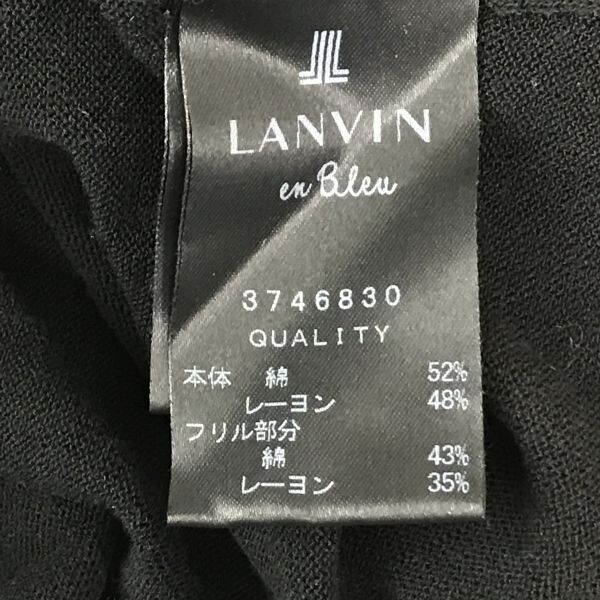 LANVIN
en Bleu
3746830
QUALITY
本体 綿 52%
レーヨン 48%
フリル部分
綿 43%
レーヨン 35%